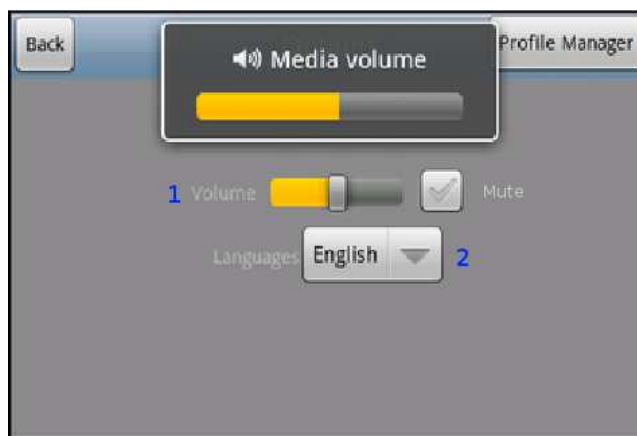 Back
Media volume
Profile Manager
1 Volume Mute
Languages English 2